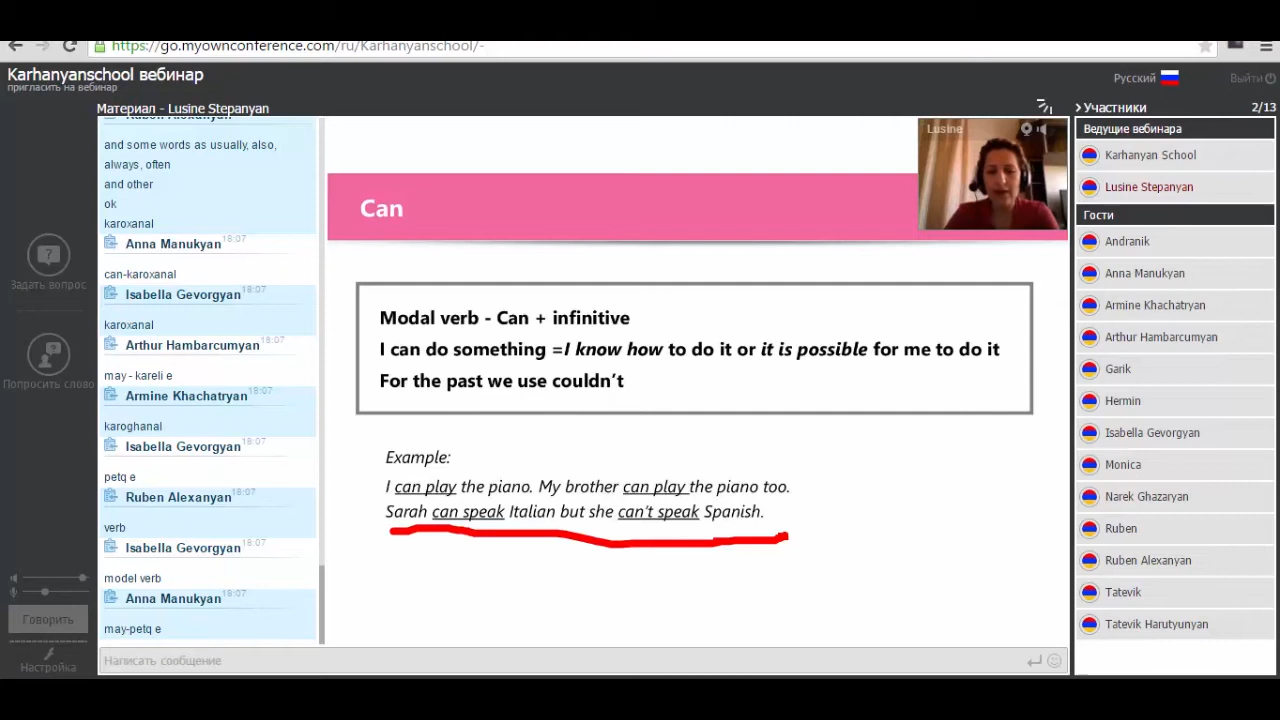 https://go.myownconference.com/ru/Karhanyanschool/-
Karhanyanschool вебинар
пригласить на вебинар
Русский
Выйти
Материал - Lusine Stepanyan
Ruben Alexanyan
and some words as usually, also,
always, often
and other
ok
karoxanal
Anna Manukyan 18:07
can-karoxanal
Isabella Gevorgyan 18:07
karoxanal
Arthur Hambarcumyan 18:07
may - kareli e
Armine Khachatryan 18:07
karoghanal
Isabella Gevorgyan 18:07
petq e
Ruben Alexanyan 18:07
verb
Isabella Gevorgyan 18:07
model verb
Anna Manukyan 18:07
may-petq e
Написать сообщение
Задать вопрос
Попросить слово
Говорить
Настройка
Lusine
Can
Modal verb - Can + infinitive
I can do something =I know how to do it or it is possible for me to do it
For the past we use couldn't
Example:
I can play the piano. My brother can play the piano too.
Sarah can speak Italian but she can't speak Spanish.
Участники 2/13
Ведущие вебинара
Karhanyan School
Lusine Stepanyan
Гости
Andranik
Anna Manukyan
Armine Khachatryan
Arthur Hambarcumyan
Garik
Hermin
Isabella Gevorgyan
Monica
Narek Ghazaryan
Ruben
Ruben Alexanyan
Tatevik
Tatevik Harutyunyan